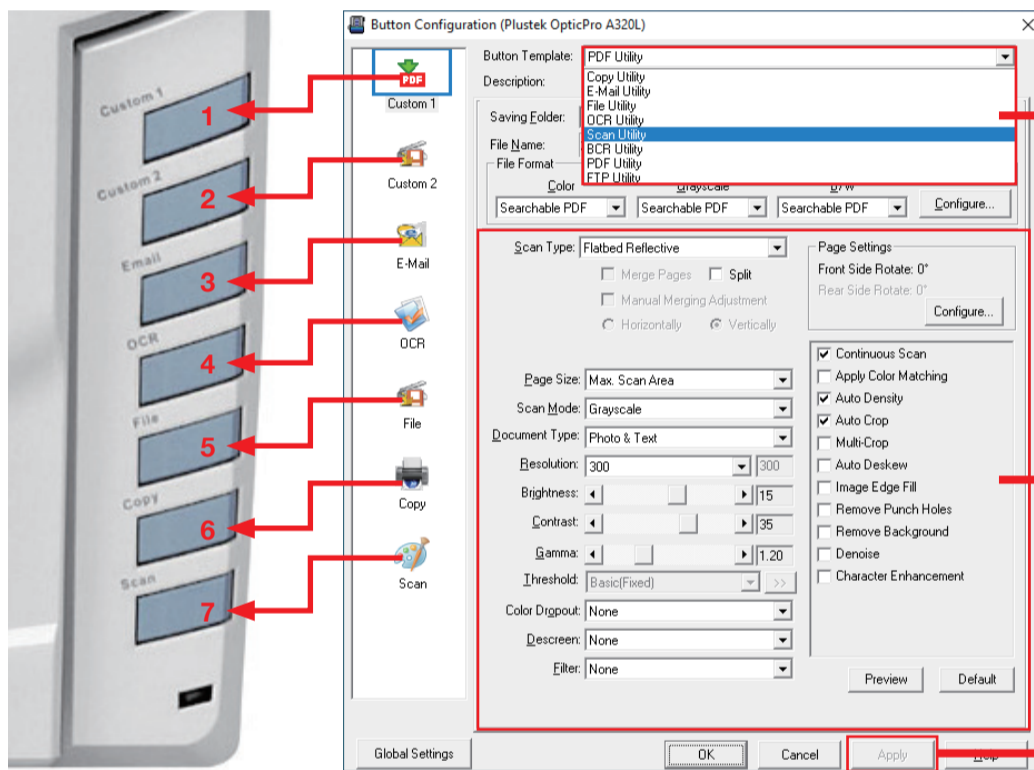 Custom 1
1
Custom 2
2
Email
3
OCR
4
File
5
Copy
6
Scan
7
Button Configuration (Plustek OpticPro A320L)
PDF
Custom 1
Custom 2
E-Mail
OCR
File
Copy
Scan
Button Template: PDF Utility
Copy Utility
E-Mail Utility
File Utility
OCR Utility
Scan Utility
BCR Utility
PDF Utility
FTP Utility
Description:
Saving Folder:
File Name:
File Format
Color Grayscale B/W
Searchable PDF Searchable PDF Searchable PDF Configure...
Scan Type: Flatbed Reflective
Merge Pages Split
Manual Merging Adjustment
Horizontally Vertically
Page Size: Max. Scan Area
Scan Mode: Grayscale
Document Type: Photo & Text
Resolution: 300 300
Brightness: 15
Contrast: 35
Gamma: 1.20
Threshold: Basic(Fixed) >>
Color Dropout: None
Descreen: None
Filter: None
Page Settings
Front Side Rotate: 0°
Rear Side Rotate: 0°
Configure...
Continuous Scan
Apply Color Matching
Auto Density
Auto Crop
Multi-Crop
Auto Deskew
Image Edge Fill
Remove Punch Holes
Remove Background
Denoise
Character Enhancement
Preview Default
Global Settings OK Cancel Apply Help